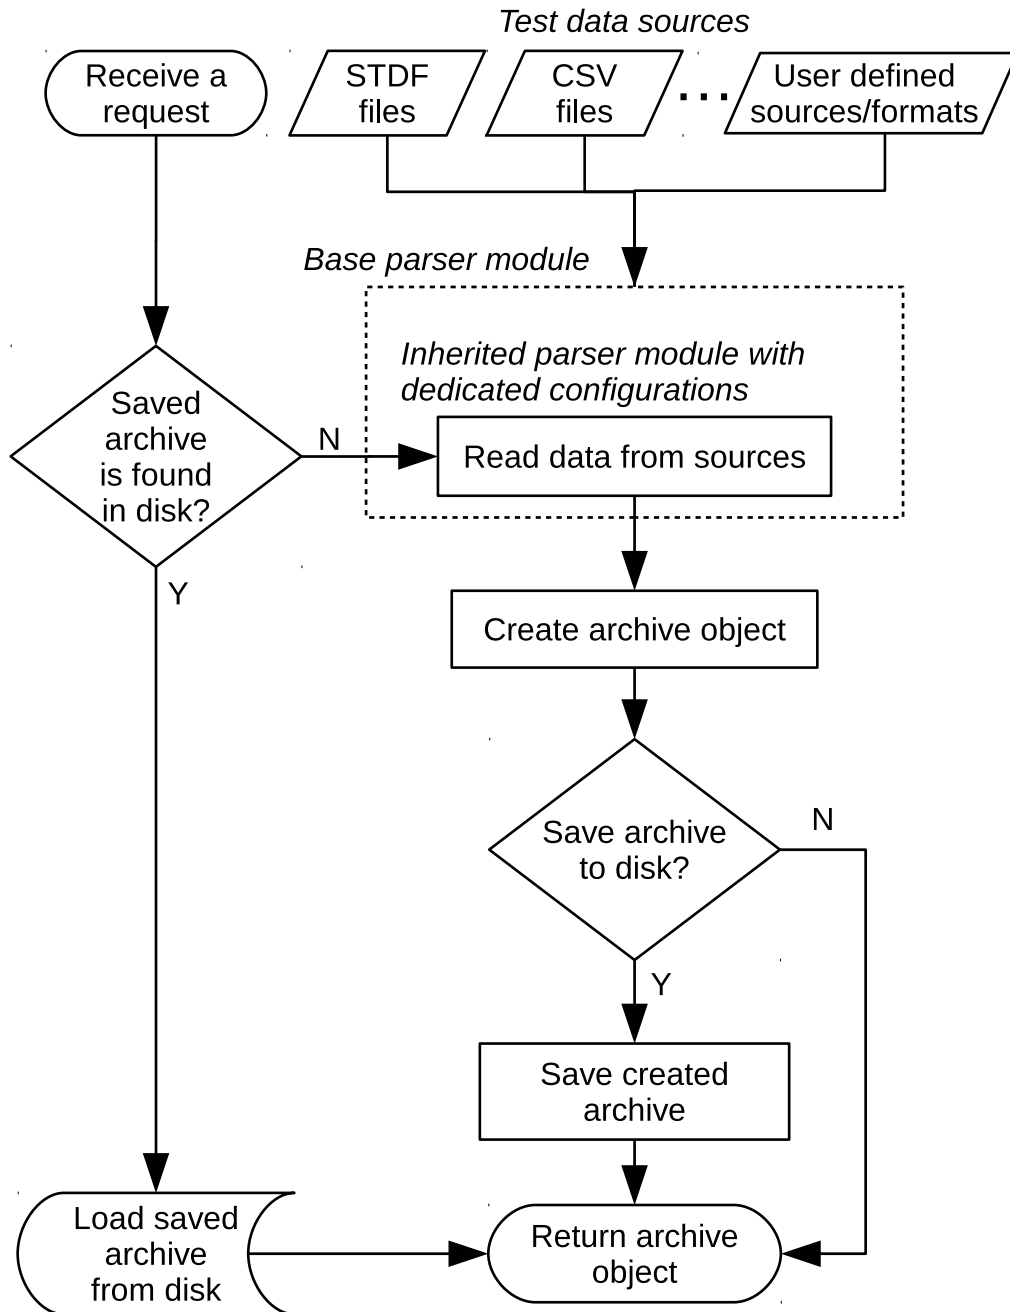 Test data sources
Receive a
request
STDF
files
CSV
files
...
User defined
sources/formats
Base parser module
Inherited parser module with
dedicated configurations
Saved
archive
is found
in disk?
N
Read data from sources
Y
Create archive object
Save archive
to disk?
N
Y
Save created
archive
Load saved
archive
from disk
Return archive
object